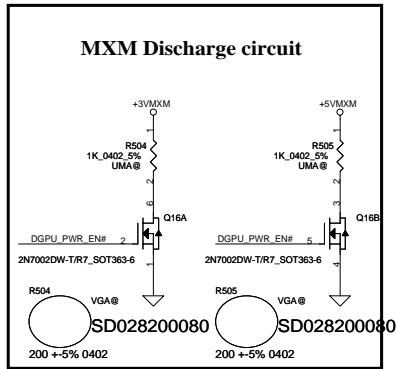 MXM Discharge circuit
+3VMXM
+5VMXM
1
1
R504
1K_0402_5%
UMA@
R505
1K_0402_5%
UMA@
2
2
6
3
Q16A
Q16B
DGPU_PWR_EN#
2
DGPU_PWR_EN#
5
2N7002DW-T/R7_SOT363-6
1
2N7002DW-T/R7_SOT363-6
4
R504
VGA@
SD028200080
200 +-5% 0402
R505
VGA@
SD028200080
200 +-5% 0402